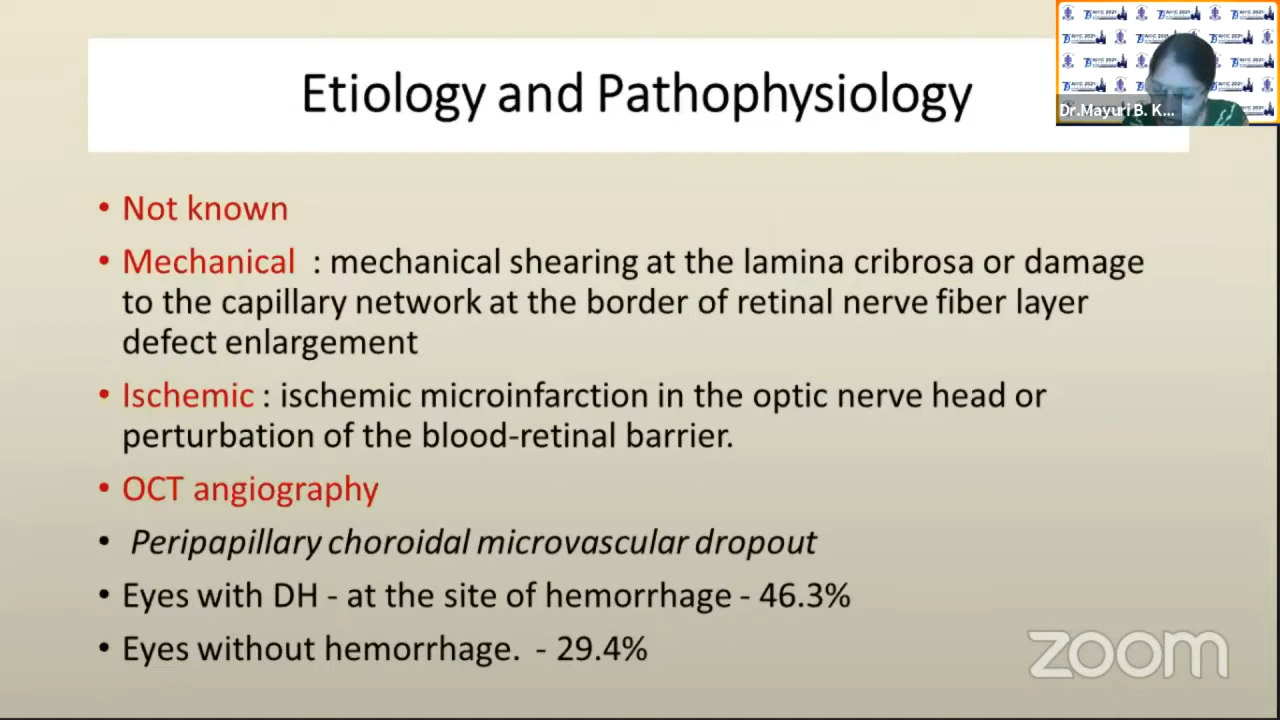 Etiology and Pathophysiology
Dr.Mayuri B. K...
• Not known
• Mechanical : mechanical shearing at the lamina cribrosa or damage
to the capillary network at the border of retinal nerve fiber layer
defect enlargement
• Ischemic : ischemic microinfarction in the optic nerve head or
perturbation of the blood-retinal barrier.
• OCT angiography
• Peripapillary choroidal microvascular dropout
• Eyes with DH - at the site of hemorrhage - 46.3%
• Eyes without hemorrhage. - 29.4%
zoom